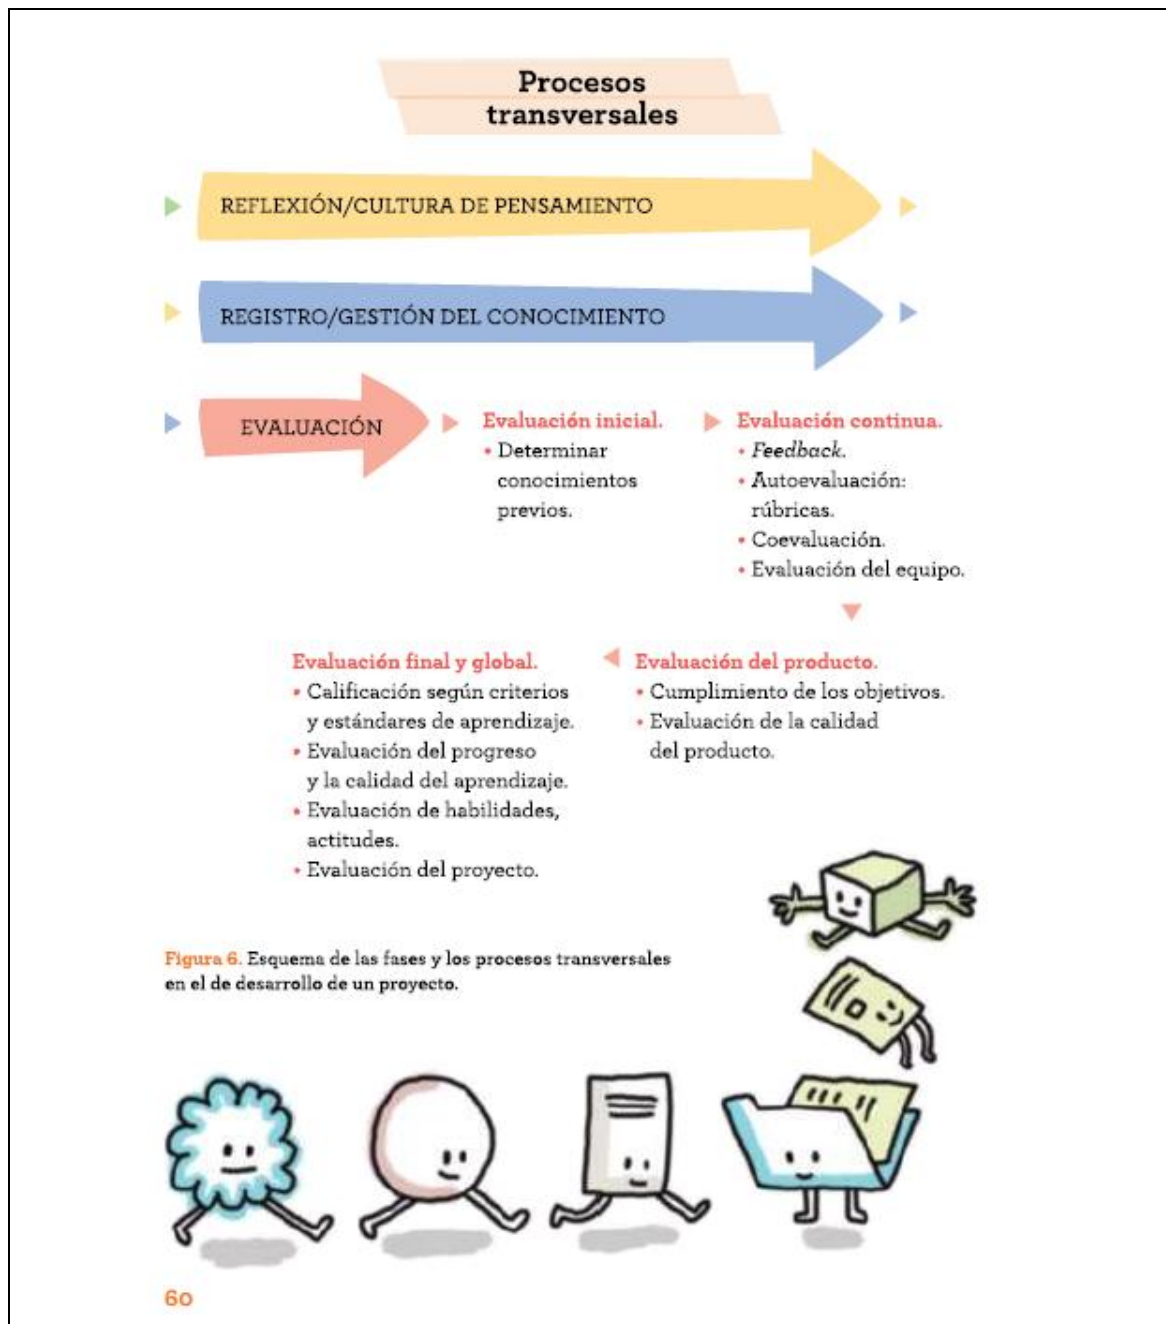 Procesos
transversales
REFLEXIÓN/CULTURA DE PENSAMIENTO
REGISTRO/GESTIÓN DEL CONOCIMIENTO
EVALUACIÓN
Evaluación inicial.
• Determinar
conocimientos
previos.
Evaluación continua.
• Feedback.
• Autoevaluación:
rúbricas.
• Coevaluación.
• Evaluación del equipo.
Evaluación del producto.
• Cumplimiento de los objetivos.
• Evaluación de la calidad
del producto.
Evaluación final y global.
• Calificación según criterios
y estándares de aprendizaje.
• Evaluación del progreso
y la calidad del aprendizaje.
• Evaluación de habilidades,
actitudes.
• Evaluación del proyecto.
Figura 6. Esquema de las fases y los procesos transversales
en el de desarrollo de un proyecto.
60